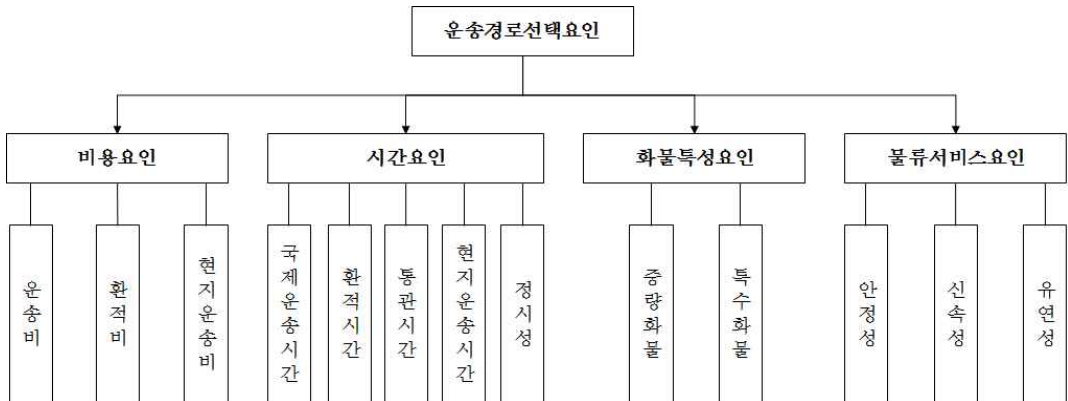 운송경로선택요인
비용요인
시간요인
화물특성요인
물류서비스요인
운송비
환적비
현지운송비
국제운송시간
환적시간
통관시간
현지운송시간
정시성
중량화물
특수화물
안정성
신속성
유연성